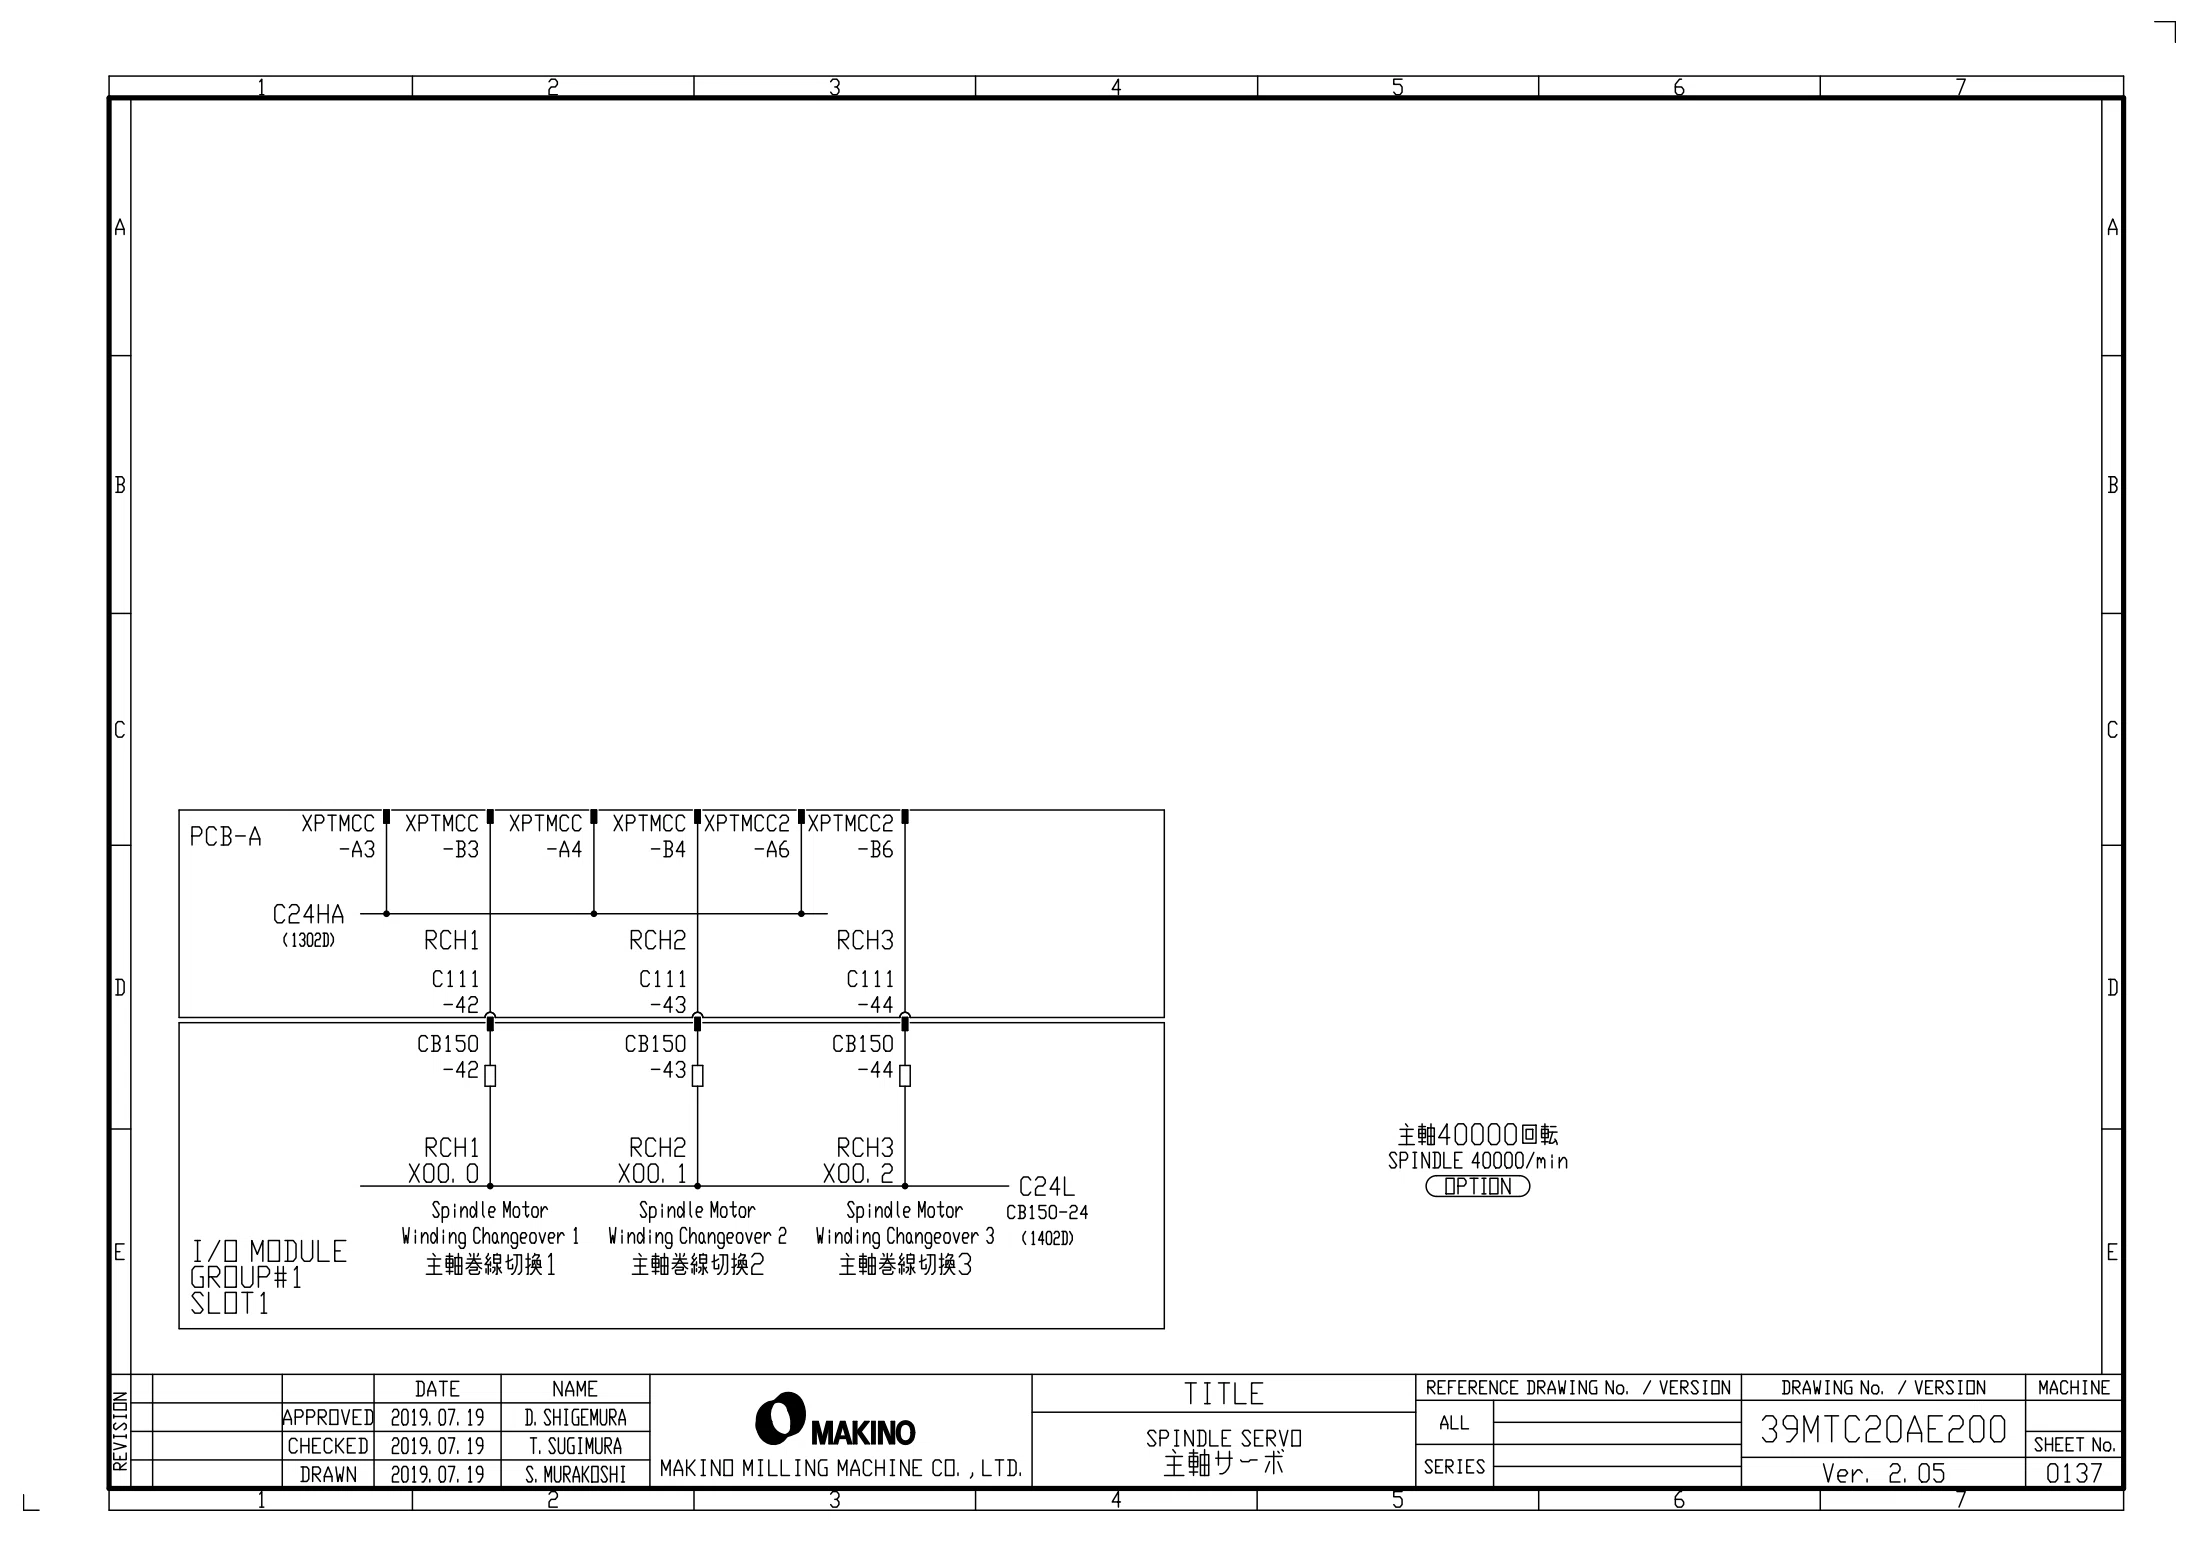 1 2 3 4 5 6 7
A A
B B
C C
D D
E E
PCB-A
XPTMCC XPTMCC XPTMCC XPTMCC XPTMCC2 XPTMCC2
-A3 -B3 -A4 -B4 -A6 -B6
C24HA
(1302D)
RCH1 RCH2 RCH3
C111 C111 C111
-42 -43 -44
CB150 CB150 CB150
-42 -43 -44
RCH1 RCH2 RCH3
X00.0 X00.1 X00.2
C24L
CB150-24
(1402D)
Spindle Motor Spindle Motor Spindle Motor
Winding Changeover 1 Winding Changeover 2 Winding Changeover 3
主軸巻線切換1 主軸巻線切換2 主軸巻線切換3
I/O MODULE
GROUP#1
SLOT1
主軸40000回転
SPINDLE 40000/min
OPTION
REVISION
DATE NAME
APPROVED 2019.07.19 D. SHIGEMURA
CHECKED 2019.07.19 T. SUGIMURA
DRAWN 2019.07.19 S. MURAKOSHI
MAKINO
MAKINO MILLING MACHINE CO.,LTD.
TITLE
SPINDLE SERVO
主軸サーボ
REFERENCE DRAWING No. / VERSION
ALL
SERIES
DRAWING No. / VERSION
39MTC20AE200
Ver. 2.05
MACHINE
SHEET No.
0137
1 2 3 4 5 6 7